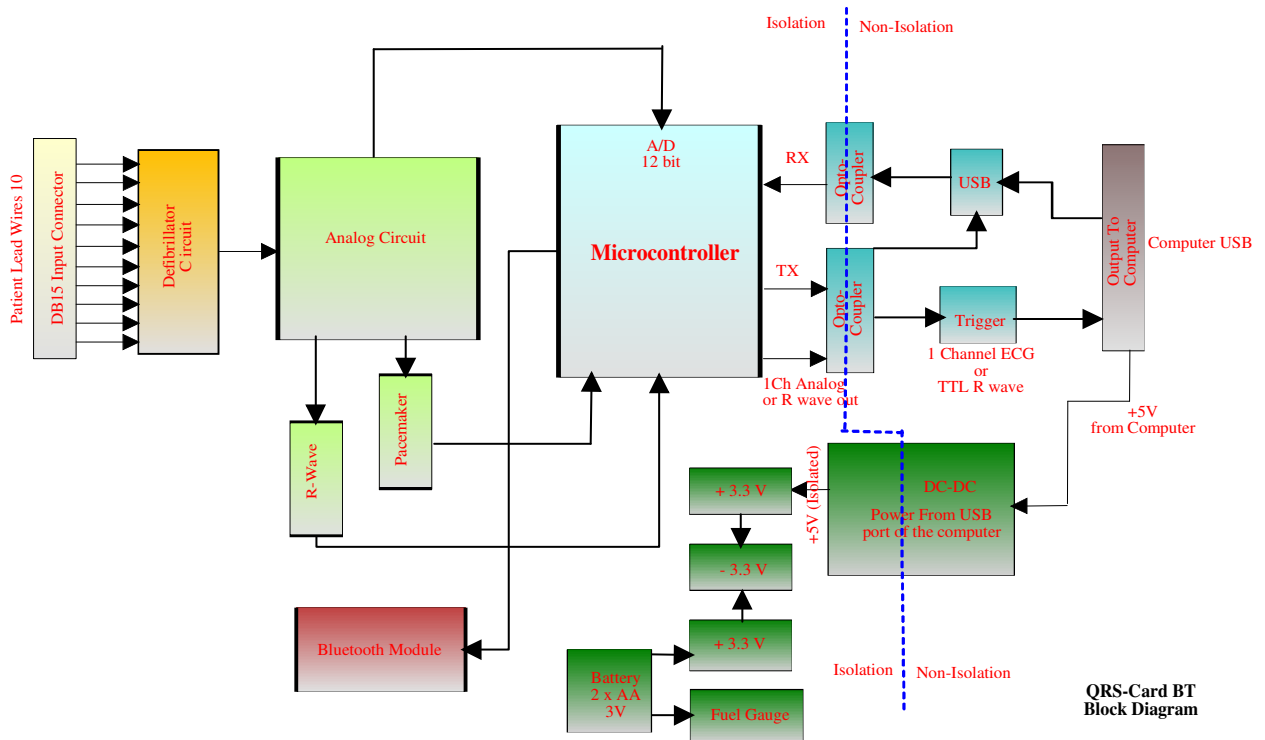 Isolation
Non-Isolation
Patient Lead Wires 10
DB15 Input Connector
Defibrillator
C ircuit
Analog Circuit
A/D
12 bit
Microcontroller
RX
TX
Opto-
Coupler
USB
Opto-
Coupler
Trigger
1 Channel ECG
or
TTL R wave
Output To
Computer
Computer USB
1Ch Analog
or R wave out
+5V
from Computer
R-Wave
Pacemaker
+ 3.3 V
- 3.3 V
+ 3.3 V
+5V (Isolated)
DC-DC
Power From USB
port of the computer
Bluetooth Module
Battery
2 x AA
3V
Fuel Gauge
Isolation
Non-Isolation
QRS-Card BT
Block Diagram